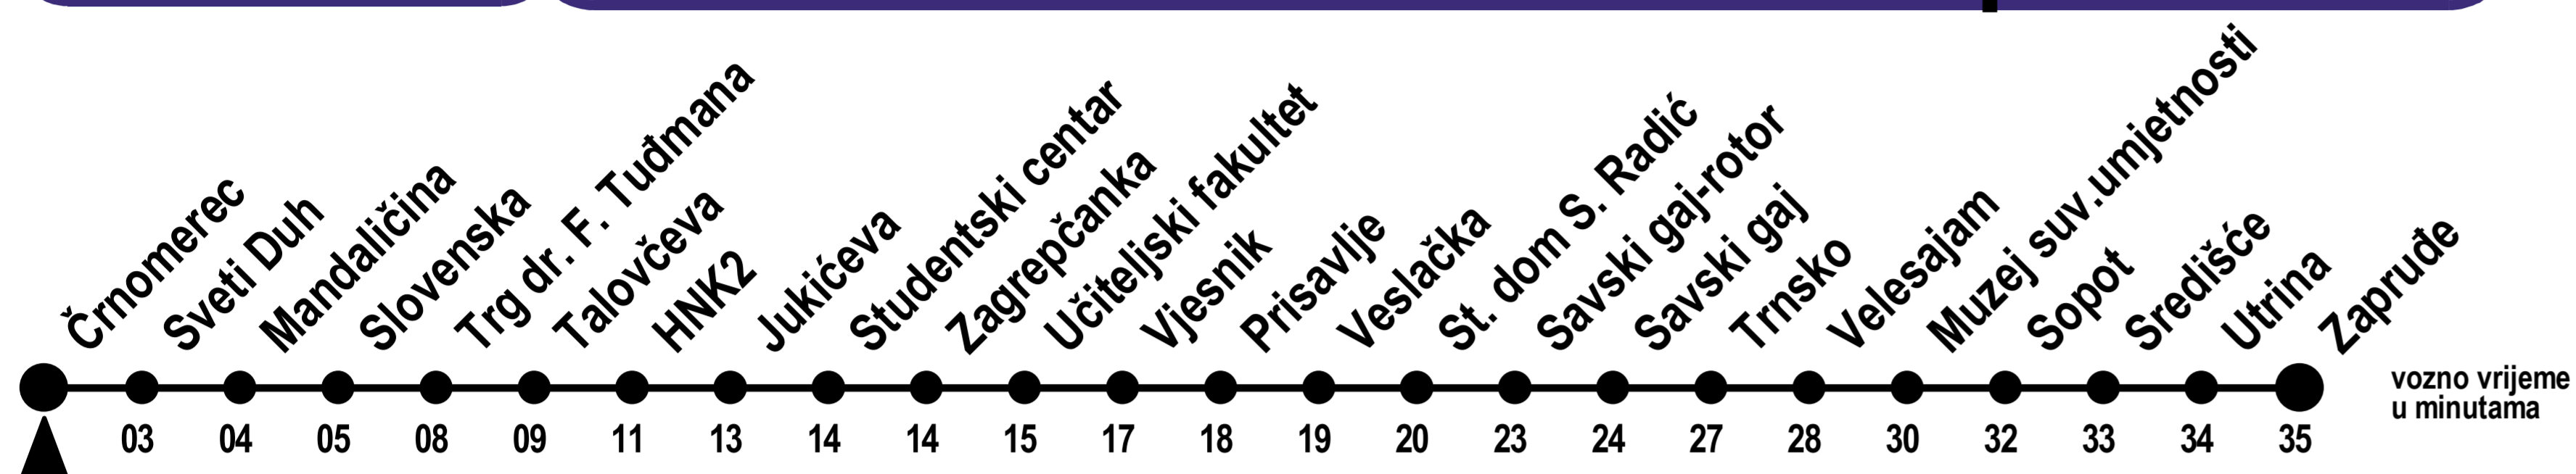 Črnomerec
Sveti Duh
Mandaličina
Slovenska
Trg dr. F. Tuđmana
Talovčeva
HNK2
Jukićeva
Studentski centar
Zagrepčanka
Učiteljski fakultet
Vjesnik
Prisavlje
Veslačka
St. dom S. Radić
Savski gaj-rotor
Savski gaj
Trnsko
Velesajam
Muzej suv.umjetnosti
Sopot
Središće
Utrina
Zapruđe
03 04 05 08 09 11 13 14 14 15 17 18 19 20 23 24 27 28 30 32 33 34 35
vozno vrijeme
u minutama